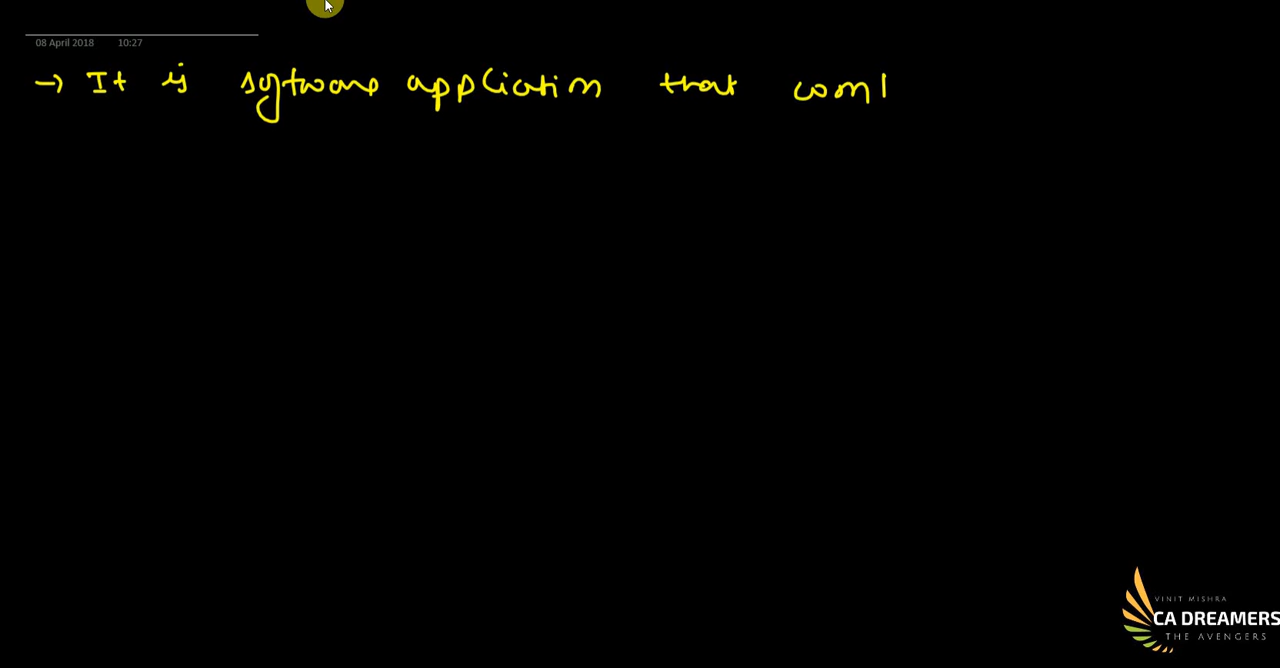 08 April 2018 10:27
→ It is software application that com
VINIT MISHRA
CA DREAMERS
THE AVENGERS